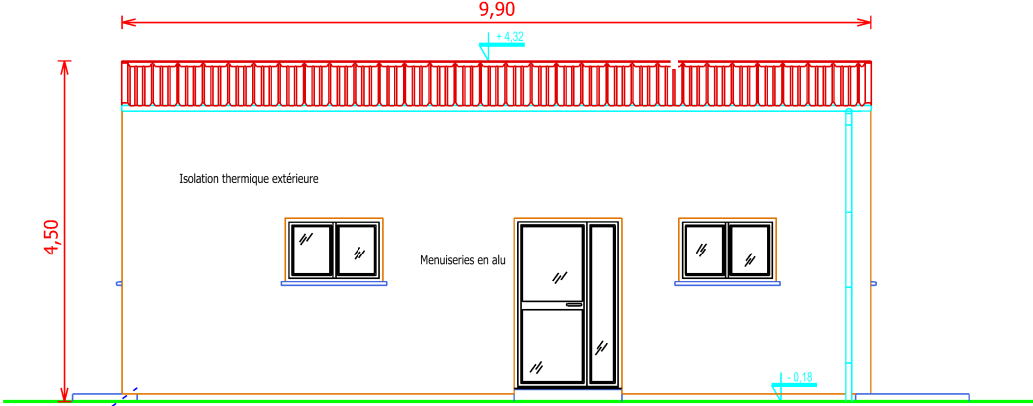 9,90
+ 4,32
Isolation thermique extérieure
4,50
Menuiseries en alu
- 0,18